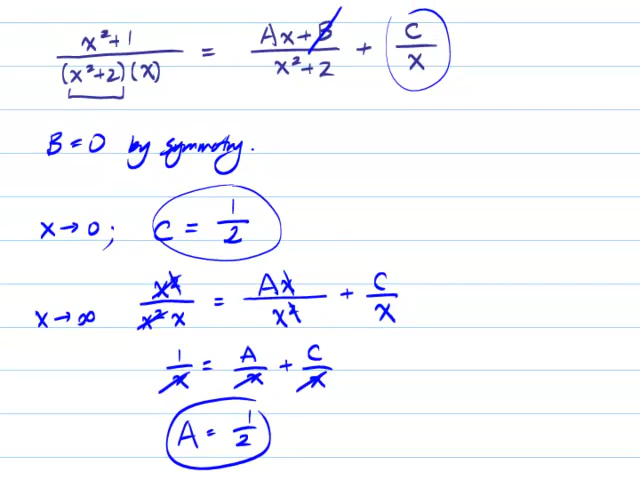 x²+1 / (x²+2)(x) = Ax+B / x²+2 + C / x
B = 0 by symmetry.
x → 0; C = 1/2
x → ∞ x² / x² x = Ax / x² + C / x
1/x = A/x + C/x
A = 1/2